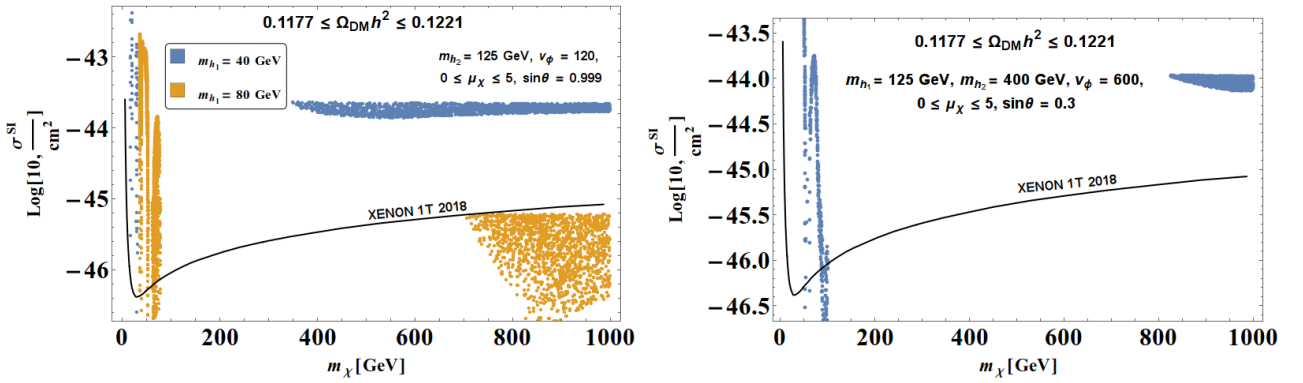 0.1177 ≤ Ω_DM h² ≤ 0.1221
m_h₁ = 40 GeV
m_h₁ = 80 GeV
m_h₂ = 125 GeV, v_ϕ = 120,
0 ≤ μ_χ ≤ 5, sinθ = 0.999
XENON 1T 2018
Log[10, σ^SI/cm²]
−43
−44
−45
−46
0 200 400 600 800 1000
m_χ[GeV]
0.1177 ≤ Ω_DM h² ≤ 0.1221
m_h₁ = 125 GeV, m_h₂ = 400 GeV, v_ϕ = 600,
0 ≤ μ_χ ≤ 5, sinθ = 0.3
XENON 1T 2018
Log[10, σ^SI/cm²]
−43.5
−44.0
−44.5
−45.0
−45.5
−46.0
−46.5
0 200 400 600 800 1000
m_χ[GeV]